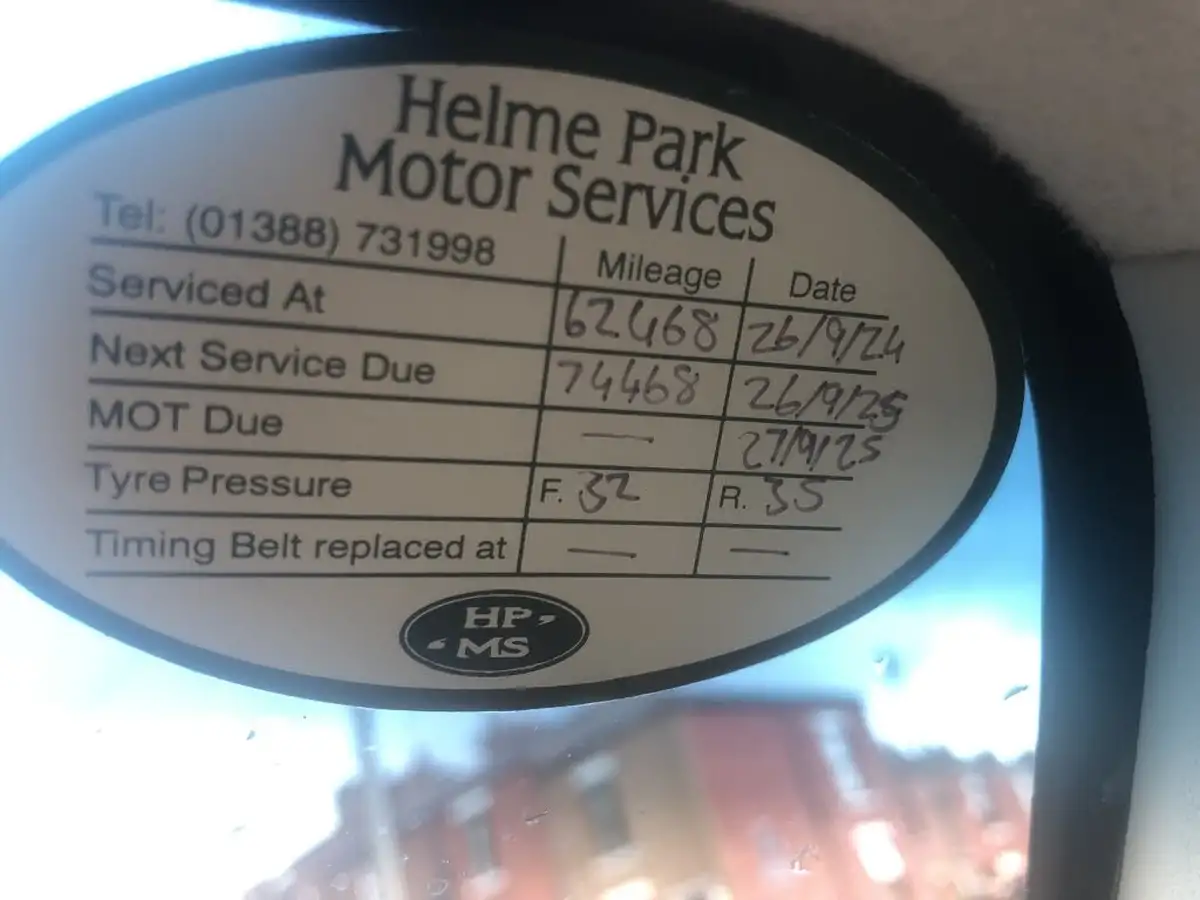 Helme Park
Motor Services
Tel: (01388) 731998
Mileage Date
Serviced At 62468 26/9/24
Next Service Due 74468 26/9/25
MOT Due — 27/9/25
Tyre Pressure F. 32 R. 35
Timing Belt replaced at — —
HP’
‘MS